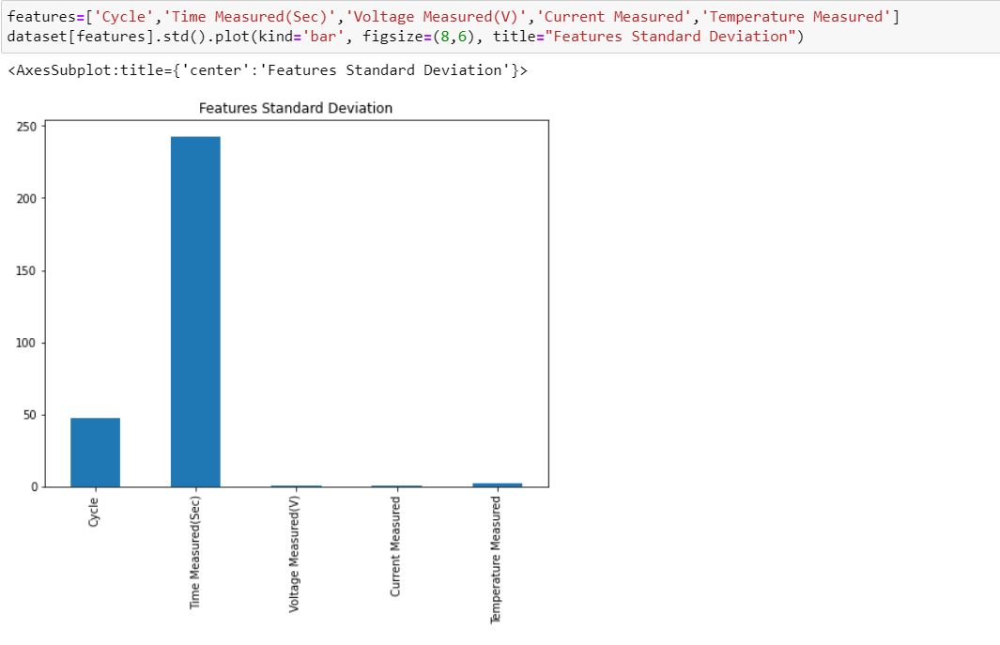 features=['Cycle','Time Measured(Sec)','Voltage Measured(V)','Current Measured','Temperature Measured']
dataset[features].std().plot(kind='bar', figsize=(8,6), title="Features Standard Deviation")
<AxesSubplot:title={'center':'Features Standard Deviation'}>
Features Standard Deviation
250
200
150
100
50
0
Cycle
Time Measured(Sec)
Voltage Measured(V)
Current Measured
Temperature Measured